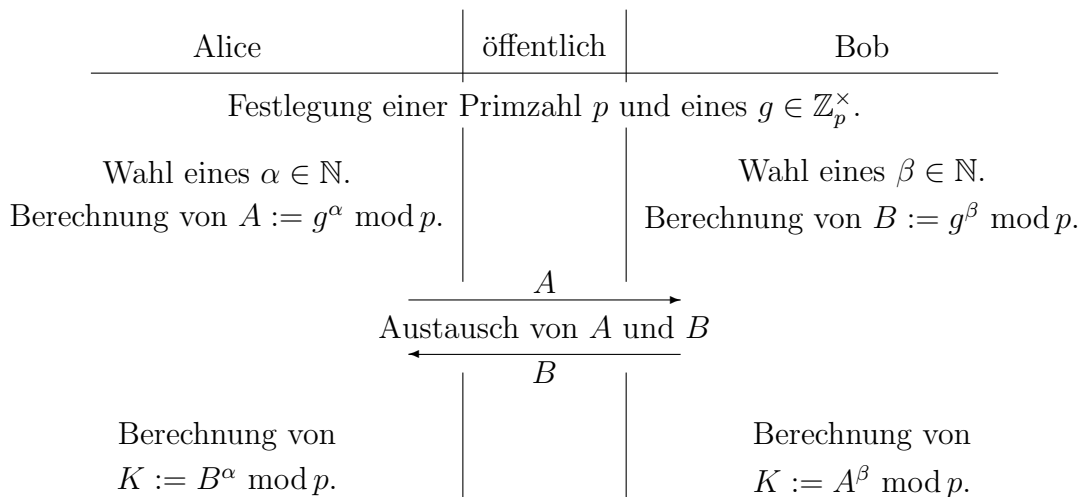 Alice öffentlich Bob
Festlegung einer Primzahl p und eines g ∈ ℤₚ^×.
Wahl eines α ∈ ℕ. Wahl eines β ∈ ℕ.
Berechnung von A := g^α mod p. Berechnung von B := g^β mod p.
A
Austausch von A und B
B
Berechnung von Berechnung von
K := B^α mod p. K := A^β mod p.